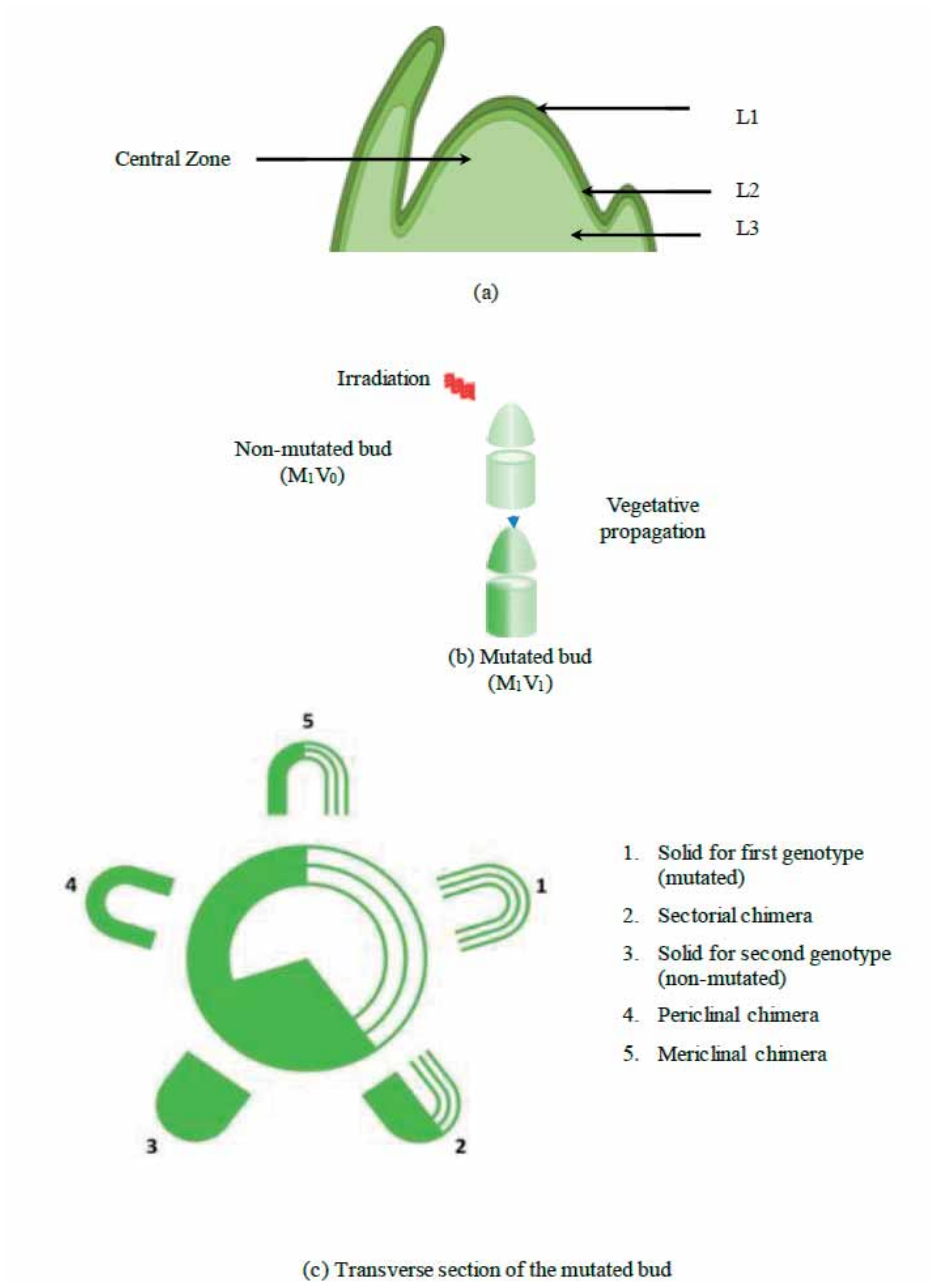 L1
Central Zone
L2
L3
(a)
Irradiation
Non-mutated bud
(M₁V₀)
Vegetative
propagation
(b) Mutated bud
(M₁V₁)
5
4
1
3
2
1. Solid for first genotype
(mutated)
2. Sectorial chimera
3. Solid for second genotype
(non-mutated)
4. Periclinal chimera
5. Mericlinal chimera
(c) Transverse section of the mutated bud